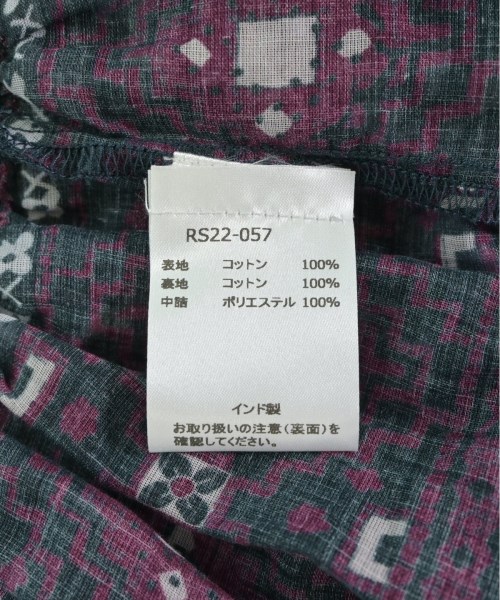 RS22-057
表地 コットン 100%
裏地 コットン 100%
中詰 ポリエステル 100%
インド製
お取り扱いの注意(裏面)を
確認してください。